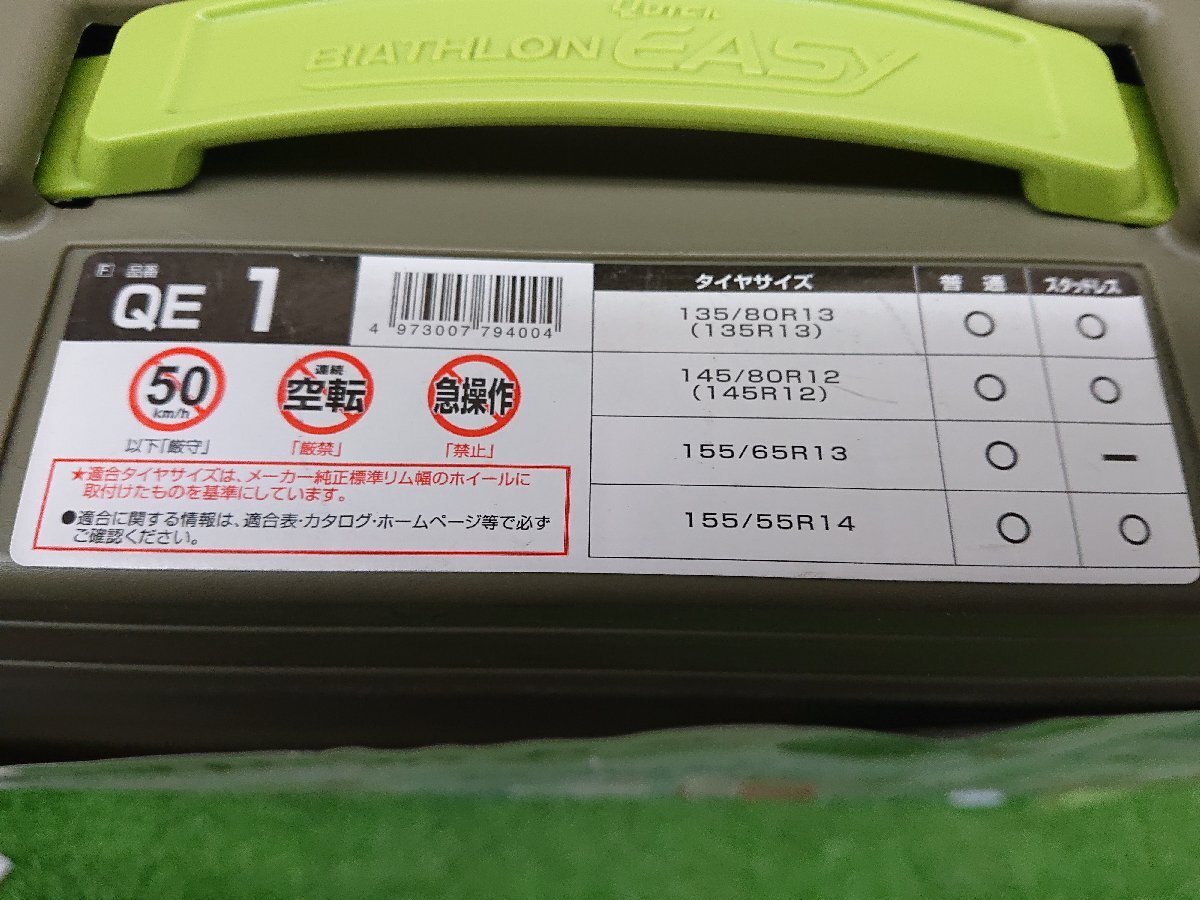 QUICK
BIATHLON EASY
F 品番
QE 1
4 973007 794004
50
km/h
以下「厳守」
連続
空転
「厳禁」
急操作
「禁止」
★適合タイヤサイズは、メーカー純正標準リム幅のホイールに
取付けたものを基準にしています。
●適合に関する情報は、適合表・カタログ・ホームページ等で必ず
ご確認ください。
タイヤサイズ 普通 スタッドレス
135/80R13
(135R13) ○ ○
145/80R12
(145R12) ○ ○
155/65R13 ○ ー
155/55R14 ○ ○